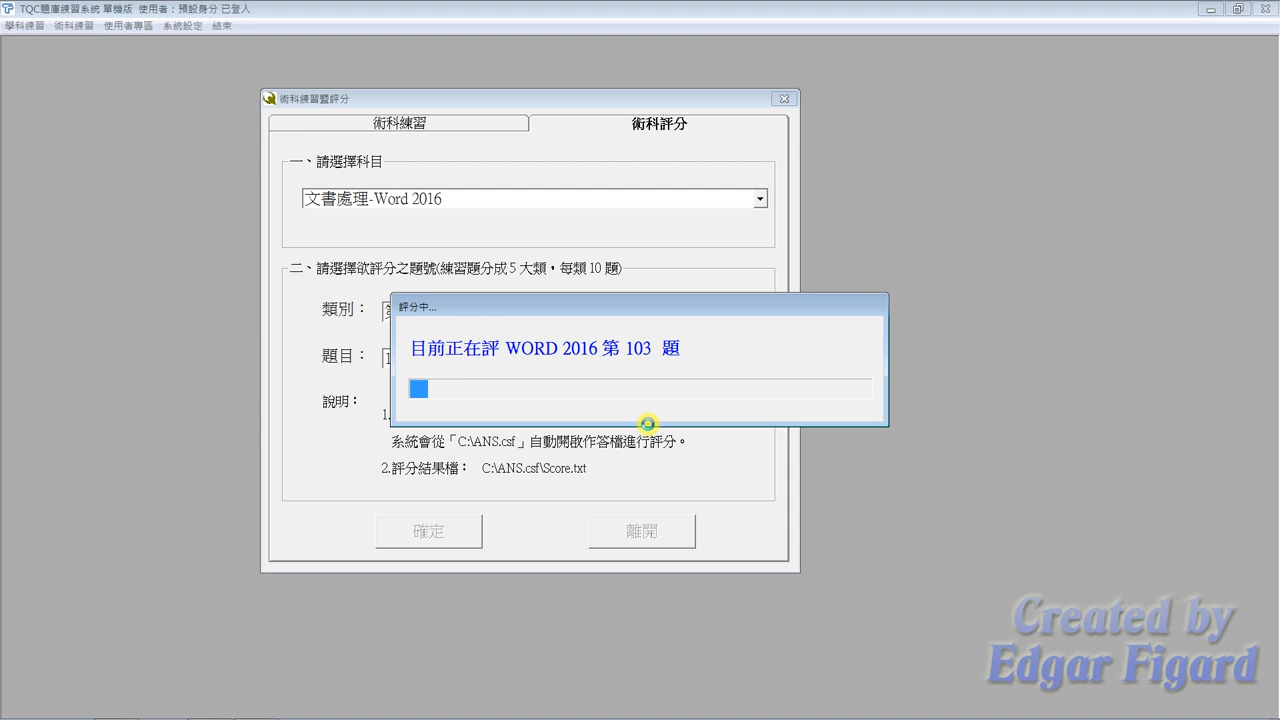 TQC題庫練習系統 單機版 使用者：預設身分 已登入
學科練習 術科練習 使用者專區 系統設定 結束
術科練習暨評分
術科練習 術科評分
一、請選擇科目
文書處理-Word 2016
二、請選擇欲評分之題號(練習題分成5大類，每類10題)
類別：
評分中...
目前正在評 WORD 2016 第 103 題
題目：
說明：
1.
系統會從「C:\ANS.csf」自動開啟作答檔進行評分。
2.評分結果檔： C:\ANS.csf\Score.txt
確定 離開
Created by
Edgar Figard